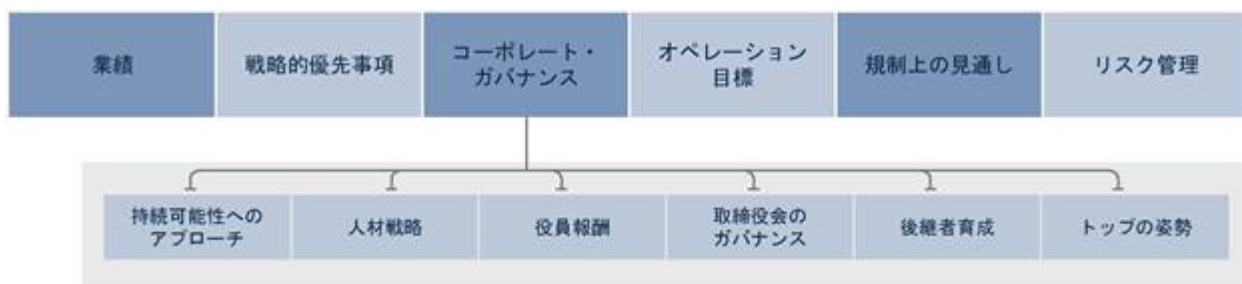 業績
戦略的優先事項
コーポレート・
ガバナンス
オペレーション
目標
規制上の見通し
リスク管理
持続可能性への
アプローチ
人材戦略
役員報酬
取締役会の
ガバナンス
後継者育成
トップの姿勢